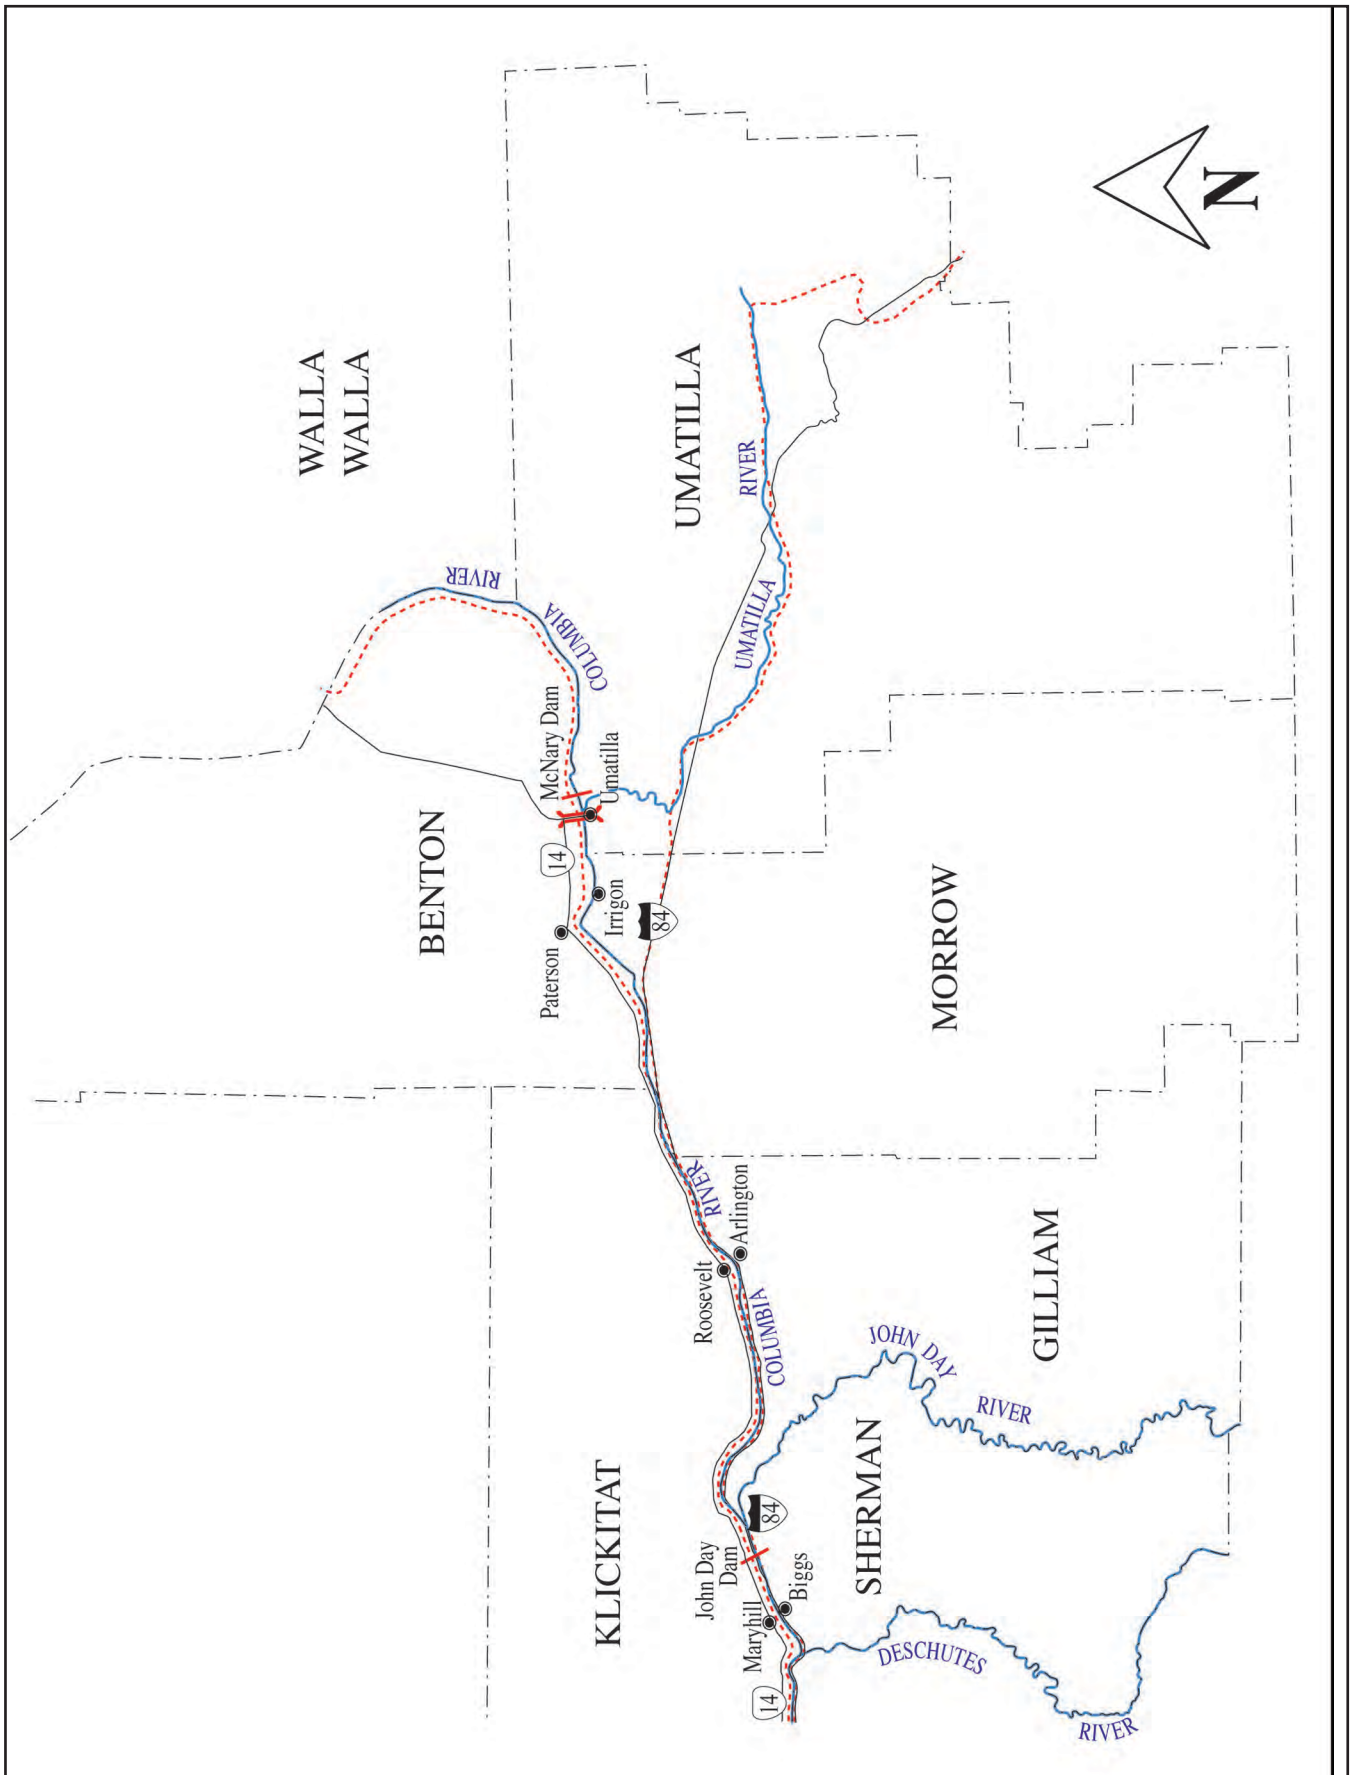 WALLA
WALLA
N
UMATILLA
RIVER
UMATILLA
RIVER
COLUMBIA
McNary Dam
Umatilla
14
BENTON
Irrigon
84
Paterson
MORROW
RIVER
Arlington
Roosevelt
COLUMBIA
GILLIAM
JOHN DAY
RIVER
KLICKITAT
84
SHERMAN
John Day
Dam
Biggs
Maryhill
14
DESCHUTES
RIVER